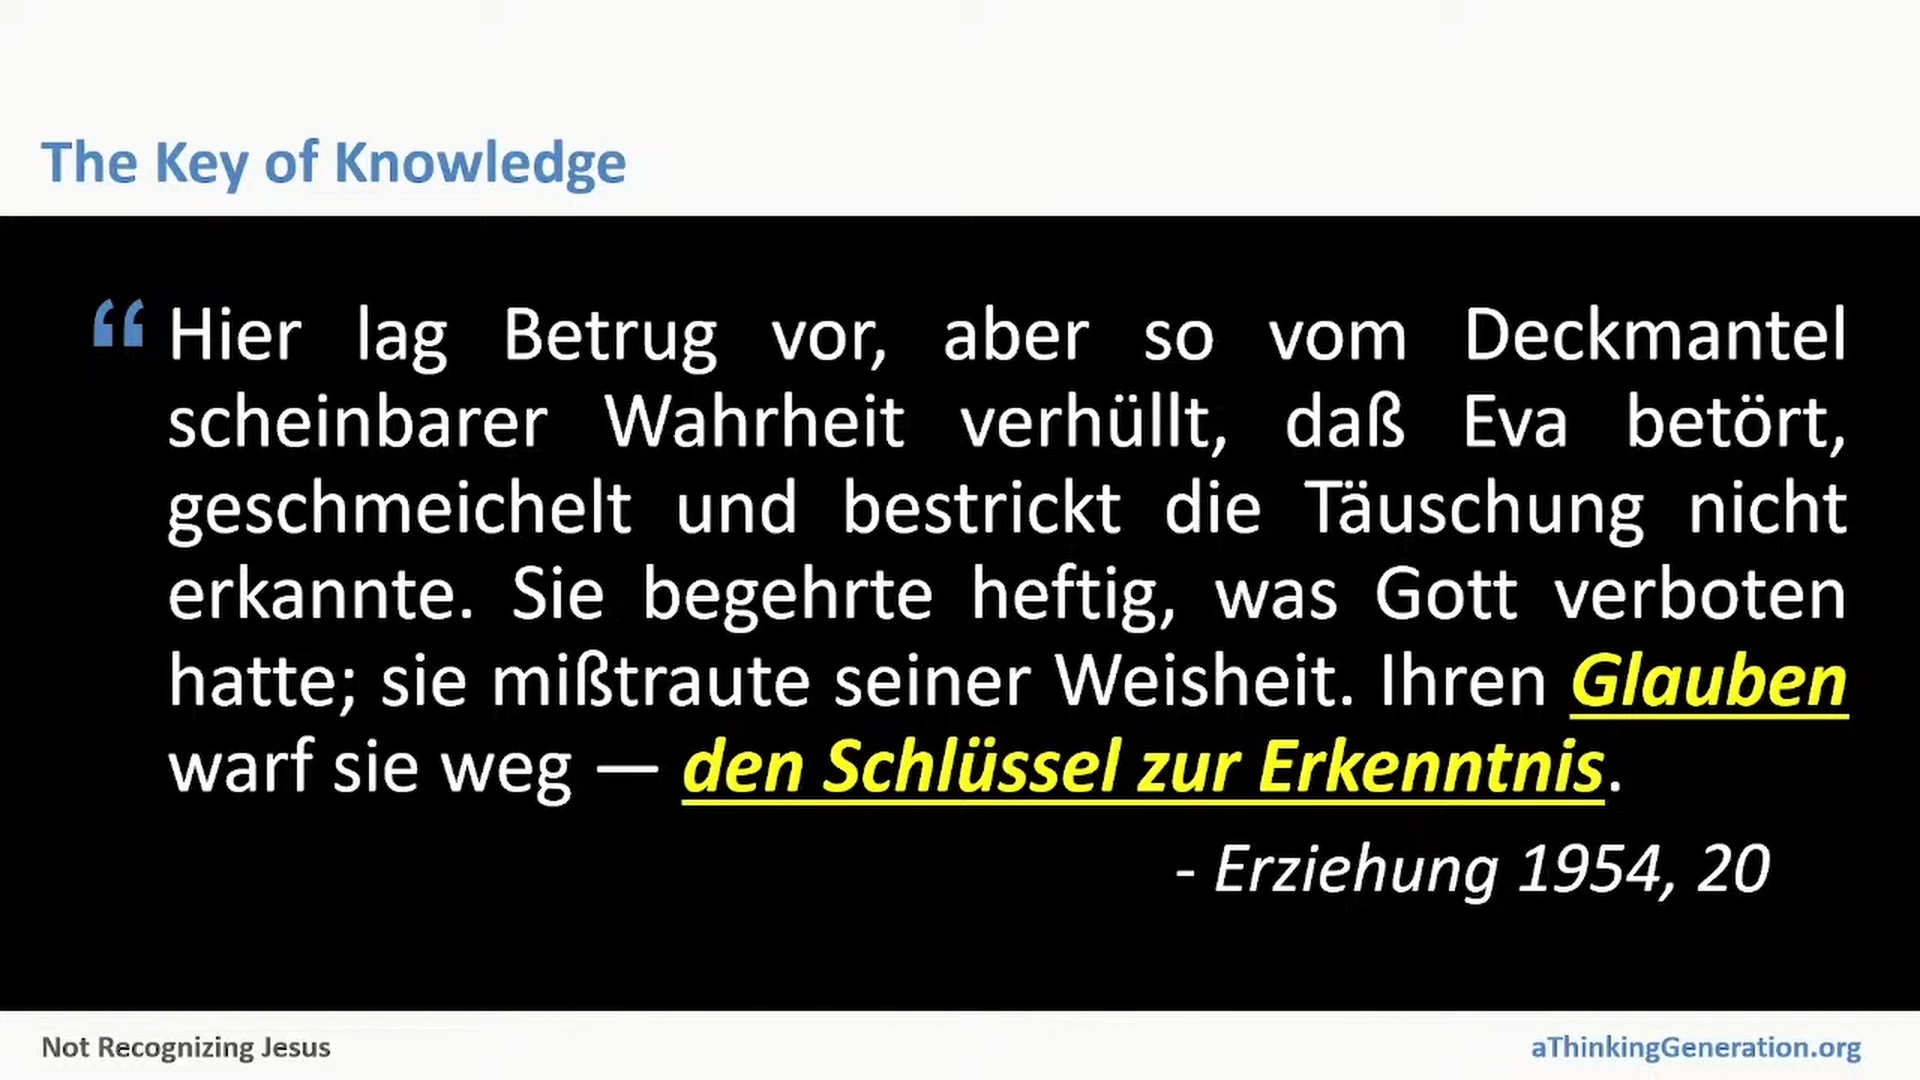 The Key of Knowledge
“ Hier lag Betrug vor, aber so vom Deckmantel
scheinbarer Wahrheit verhüllt, daß Eva betört,
geschmeichelt und bestrickt die Täuschung nicht
erkannte. Sie begehrte heftig, was Gott verboten
hatte; sie mißtraute seiner Weisheit. Ihren Glauben
warf sie weg — den Schlüssel zur Erkenntnis.
- Erziehung 1954, 20
Not Recognizing Jesus
aThinkingGeneration.org